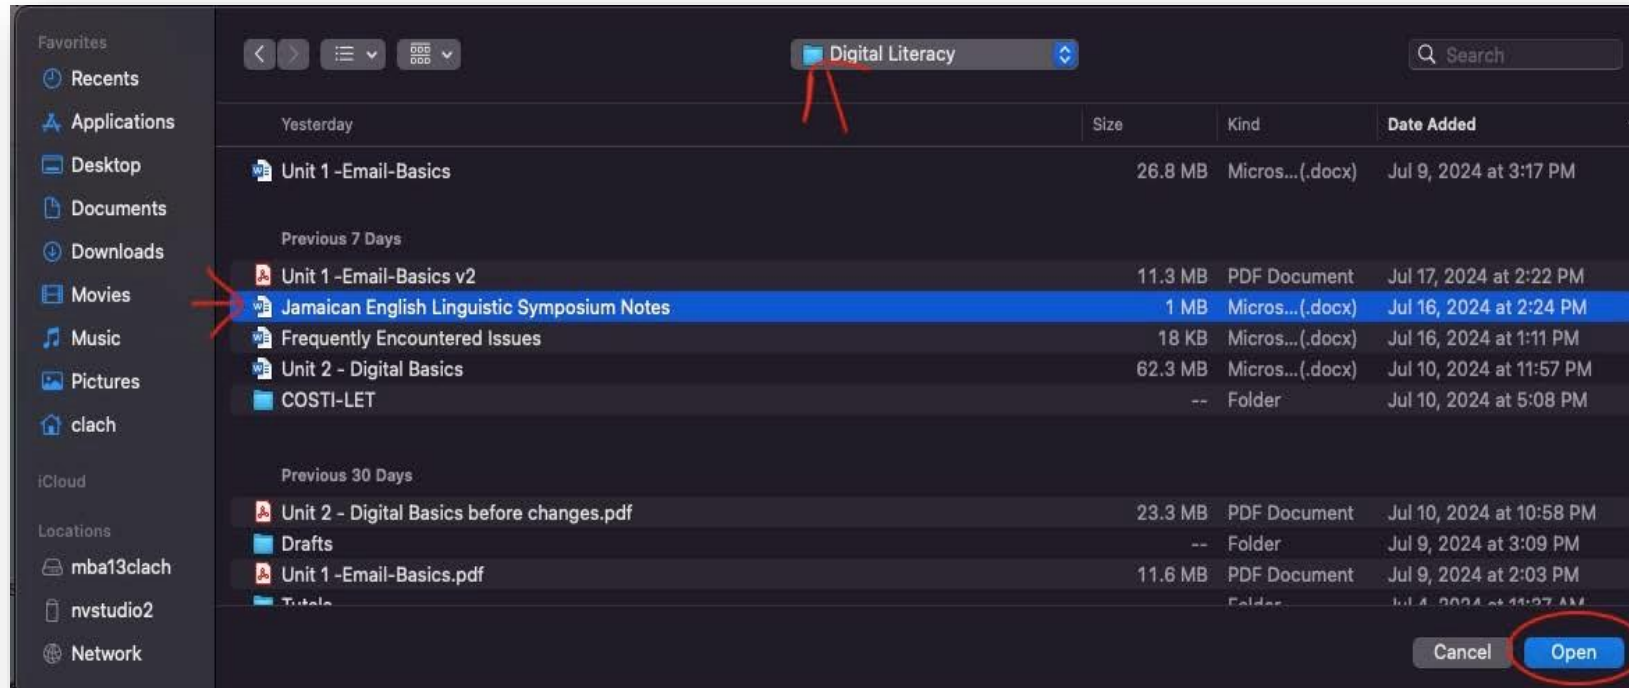 Favorites
Recents
Applications
Desktop
Documents
Downloads
Movies
Music
Pictures
clach
iCloud
Locations
mba13clach
nvstudio2
Network
Digital Literacy
Search
Yesterday Size Kind Date Added
Unit 1 -Email-Basics 26.8 MB Micros...(.docx) Jul 9, 2024 at 3:17 PM
Previous 7 Days
Unit 1 -Email-Basics v2 11.3 MB PDF Document Jul 17, 2024 at 2:22 PM
Jamaican English Linguistic Symposium Notes 1 MB Micros...(.docx) Jul 16, 2024 at 2:24 PM
Frequently Encountered Issues 18 KB Micros...(.docx) Jul 16, 2024 at 1:11 PM
Unit 2 - Digital Basics 62.3 MB Micros...(.docx) Jul 10, 2024 at 11:57 PM
COSTI-LET -- Folder Jul 10, 2024 at 5:08 PM
Previous 30 Days
Unit 2 - Digital Basics before changes.pdf 23.3 MB PDF Document Jul 10, 2024 at 10:58 PM
Drafts -- Folder Jul 9, 2024 at 3:09 PM
Unit 1 -Email-Basics.pdf 11.6 MB PDF Document Jul 9, 2024 at 2:03 PM
Folder Jul 4, 2024 at 11:27 AM
Cancel Open